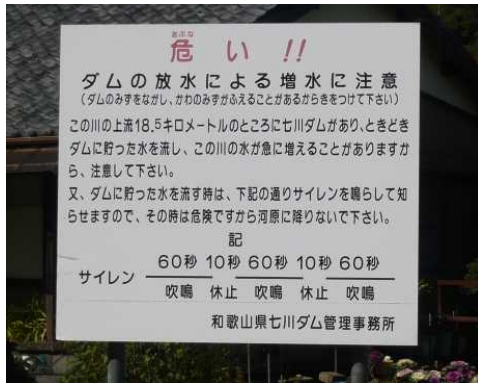 あぶな
危い!!
ダムの放水による増水に注意
(ダムのみずをながし、かわのみずがふえることがあるからきをつけて下さい)
この川の上流18.5キロメートルのところに七川ダムがあり、ときどき
ダムに貯った水を流し、この川の水が急に増えることがありますか
ら、注意して下さい。
又、ダムに貯った水を流す時は、下記の通りサイレンを鳴らして知
らせますので、その時は危険ですから河原に降りないで下さい。
記
60秒 10秒 60秒 10秒 60秒
サイレン
吹鳴 休止 吹鳴 休止 吹鳴
和歌山県七川ダム管理事務所